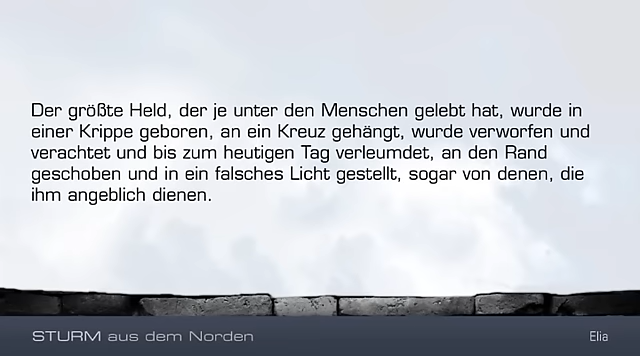 Der größte Held, der je unter den Menschen gelebt hat, wurde in
einer Krippe geboren, an ein Kreuz gehängt, wurde verworfen und
verachtet und bis zum heutigen Tag verleumdet, an den Rand
geschoben und in ein falsches Licht gestellt, sogar von denen, die
ihm angeblich dienen.
STURM aus dem Norden
Elia